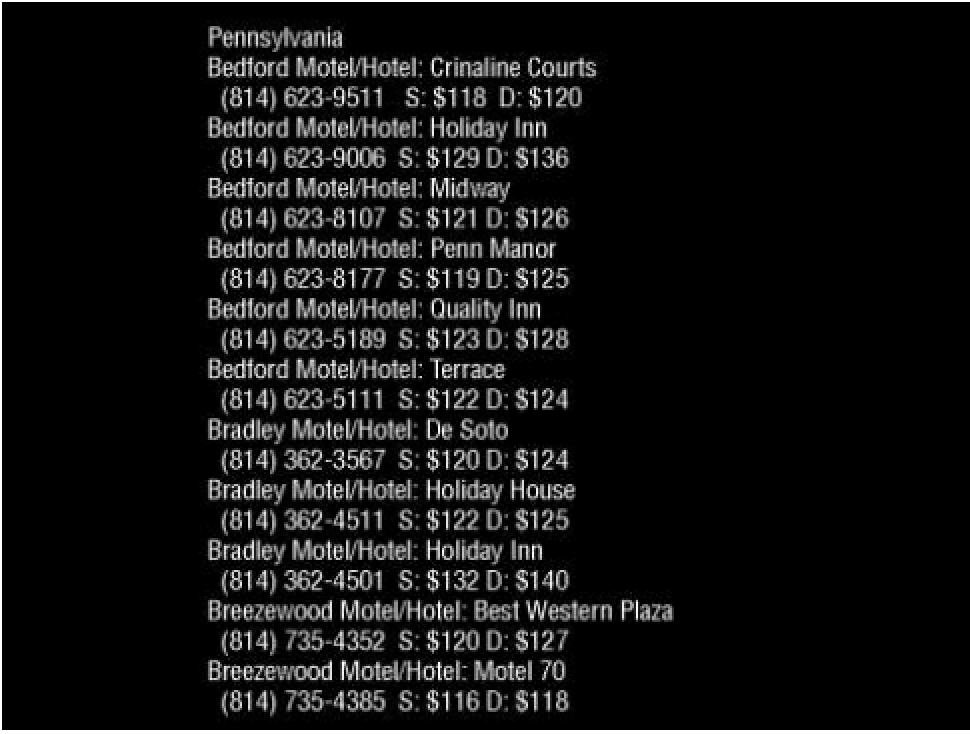 Pennsylvania
Bedford Motel/Hotel: Crinaline Courts
(814) 623-9511 S: $118 D: $120
Bedford Motel/Hotel: Holiday Inn
(814) 623-9006 S: $129 D: $136
Bedford Motel/Hotel: Midway
(814) 623-8107 S: $121 D: $126
Bedford Motel/Hotel: Penn Manor
(814) 623-8177 S: $119 D: $125
Bedford Motel/Hotel: Quality Inn
(814) 623-5189 S: $123 D: $128
Bedford Motel/Hotel: Terrace
(814) 623-5111 S: $122 D: $124
Bradley Motel/Hotel: De Soto
(814) 362-3567 S: $120 D: $124
Bradley Motel/Hotel: Holiday House
(814) 362-4511 S: $122 D: $125
Bradley Motel/Hotel: Holiday Inn
(814) 362-4501 S: $132 D: $140
Breezewood Motel/Hotel: Best Western Plaza
(814) 735-4352 S: $120 D: $127
Breezewood Motel/Hotel: Motel 70
(814) 735-4385 S: $116 D: $118